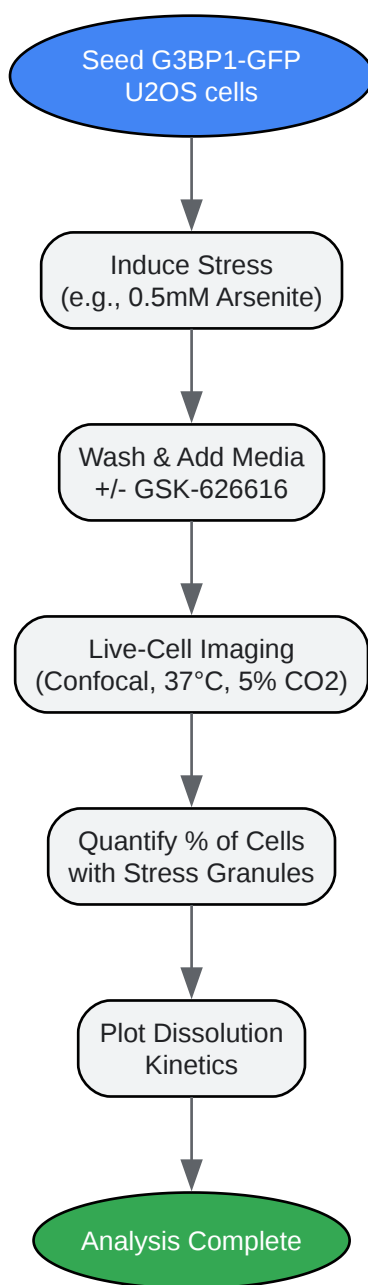 Seed G3BP1-GFP
U2OS cells
Induce Stress
(e.g., 0.5mM Arsenite)
Wash & Add Media
+/- GSK-626616
Live-Cell Imaging
(Confocal, 37°C, 5% CO2)
Quantify % of Cells
with Stress Granules
Plot Dissolution
Kinetics
Analysis Complete